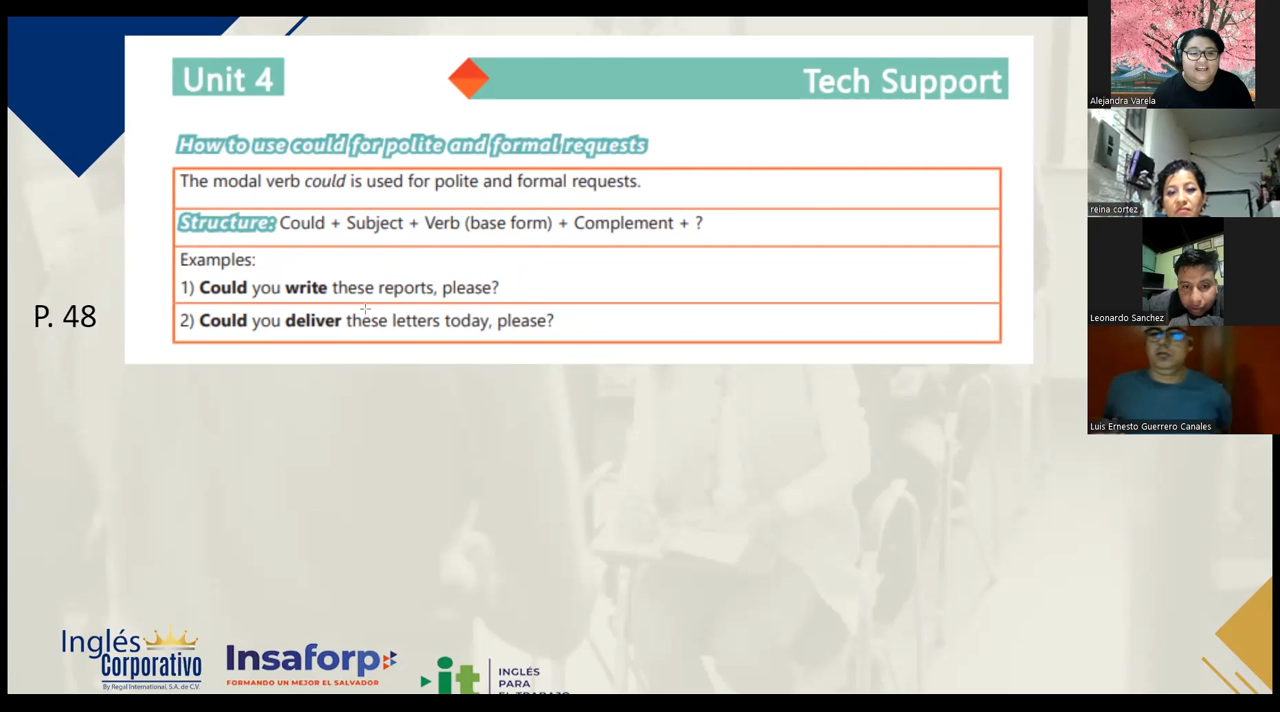 Unit 4
Tech Support
How to use could for polite and formal requests
The modal verb could is used for polite and formal requests.
Structure: Could + Subject + Verb (base form) + Complement + ?
Examples:
1) Could you write these reports, please?
2) Could you deliver these letters today, please?
P. 48
Inglés
Corporativo
By Regal International, S.A. de C.V.
Insaforp
FORMANDO UN MEJOR EL SALVADOR
it
INGLÉS
PARA
EL TRABAJO
Alejandra Varela
reina cortez
Leonardo Sanchez
Luis Ernesto Guerrero Canales